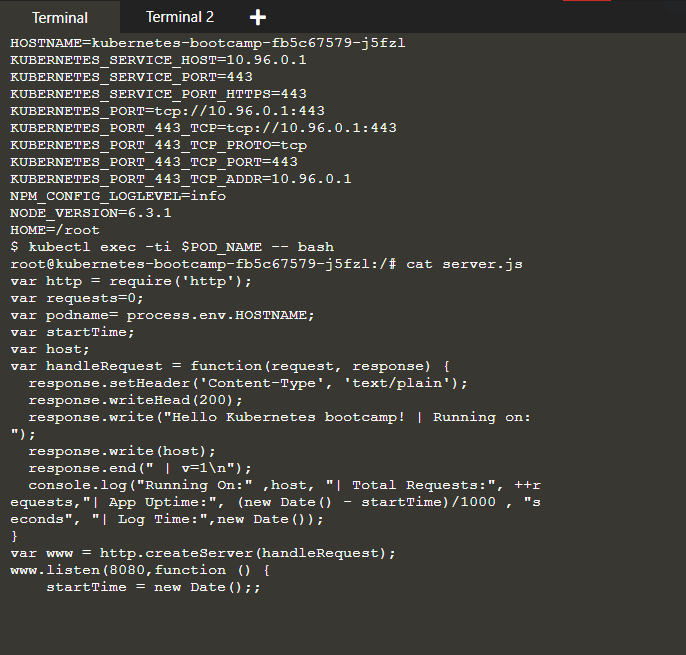 Terminal
Terminal 2
+
HOSTNAME=kubernetes-bootcamp-fb5c67579-j5fzl
KUBERNETES_SERVICE_HOST=10.96.0.1
KUBERNETES_SERVICE_PORT=443
KUBERNETES_SERVICE_PORT_HTTPS=443
KUBERNETES_PORT=tcp://10.96.0.1:443
KUBERNETES_PORT_443_TCP=tcp://10.96.0.1:443
KUBERNETES_PORT_443_TCP_PROTO=tcp
KUBERNETES_PORT_443_TCP_PORT=443
KUBERNETES_PORT_443_TCP_ADDR=10.96.0.1
NPM_CONFIG_LOGLEVEL=info
NODE_VERSION=6.3.1
HOME=/root
$ kubectl exec -ti $POD_NAME -- bash
root@kubernetes-bootcamp-fb5c67579-j5fzl:/# cat server.js
var http = require('http');
var requests=0;
var podname= process.env.HOSTNAME;
var startTime;
var host;
var handleRequest = function(request, response) {
  response.setHeader('Content-Type', 'text/plain');
  response.writeHead(200);
  response.write("Hello Kubernetes bootcamp! | Running on:
");
  response.write(host);
  response.end(" | v=1\n");
  console.log("Running On:" ,host, "| Total Requests:", ++r
equests,"| App Uptime:", (new Date() - startTime)/1000 , "s
econds", "| Log Time:",new Date());
}
var www = http.createServer(handleRequest);
www.listen(8080,function () {
    startTime = new Date();;